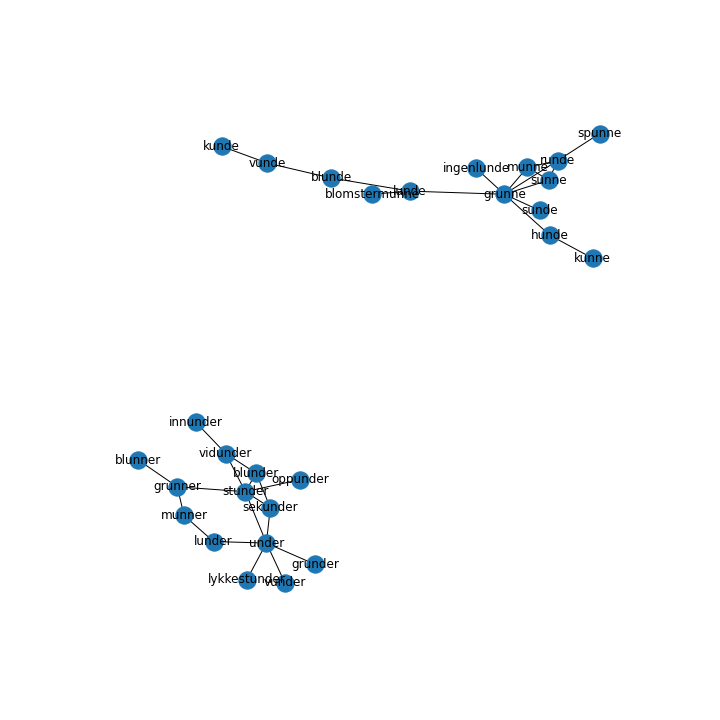 spunne
kunde
runde
vunde
munne
ingenlunde
blunde
sunne
lunde
blomstermunne
grunne
sunde
hunde
kunne
innunder
vidunder
blunner
blunder
oppunder
grunner
stunder
sekunder
munner
lunder
under
grunder
lykkestunder
vunder